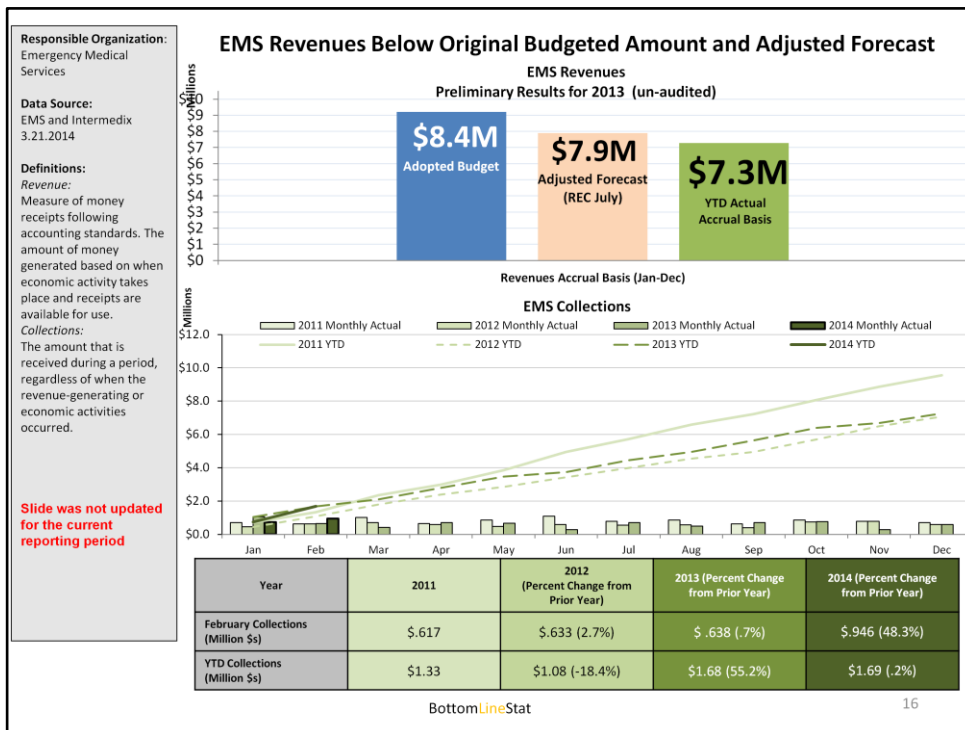 Responsible Organization:
Emergency Medical
Services
Data Source:
EMS and Intermedix
3.21.2014
Definitions:
Revenue:
Measure of money
receipts following
accounting standards. The
amount of money
generated based on when
economic activity takes
place and receipts are
available for use.
Collections:
The amount that is
received during a period,
regardless of when the
revenue-generating or
economic activities
occurred.
Slide was not updated
for the current
reporting period
EMS Revenues Below Original Budgeted Amount and Adjusted Forecast
EMS Revenues
Preliminary Results for 2013 (un-audited)
Millions
$10
$9
$8
$7
$6
$5
$4
$3
$2
$1
$0
$8.4M
Adopted Budget
$7.9M
Adjusted Forecast
(REC July)
$7.3M
YTD Actual
Accrual Basis
Revenues Accrual Basis (Jan-Dec)
EMS Collections
Millions
2011 Monthly Actual 2012 Monthly Actual 2013 Monthly Actual 2014 Monthly Actual
2011 YTD 2012 YTD 2013 YTD 2014 YTD
$12.0
$10.0
$8.0
$6.0
$4.0
$2.0
$0.0
Jan Feb Mar Apr May Jun Jul Aug Sep Oct Nov Dec
Year
2011
2012
(Percent Change from
Prior Year)
2013 (Percent Change
from Prior Year)
2014 (Percent Change
from Prior Year)
February Collections
(Million $s)
$.617
$.633 (2.7%)
$ .638 (.7%)
$.946 (48.3%)
YTD Collections
(Million $s)
$1.33
$1.08 (-18.4%)
$1.68 (55.2%)
$1.69 (.2%)
BottomLineStat
16